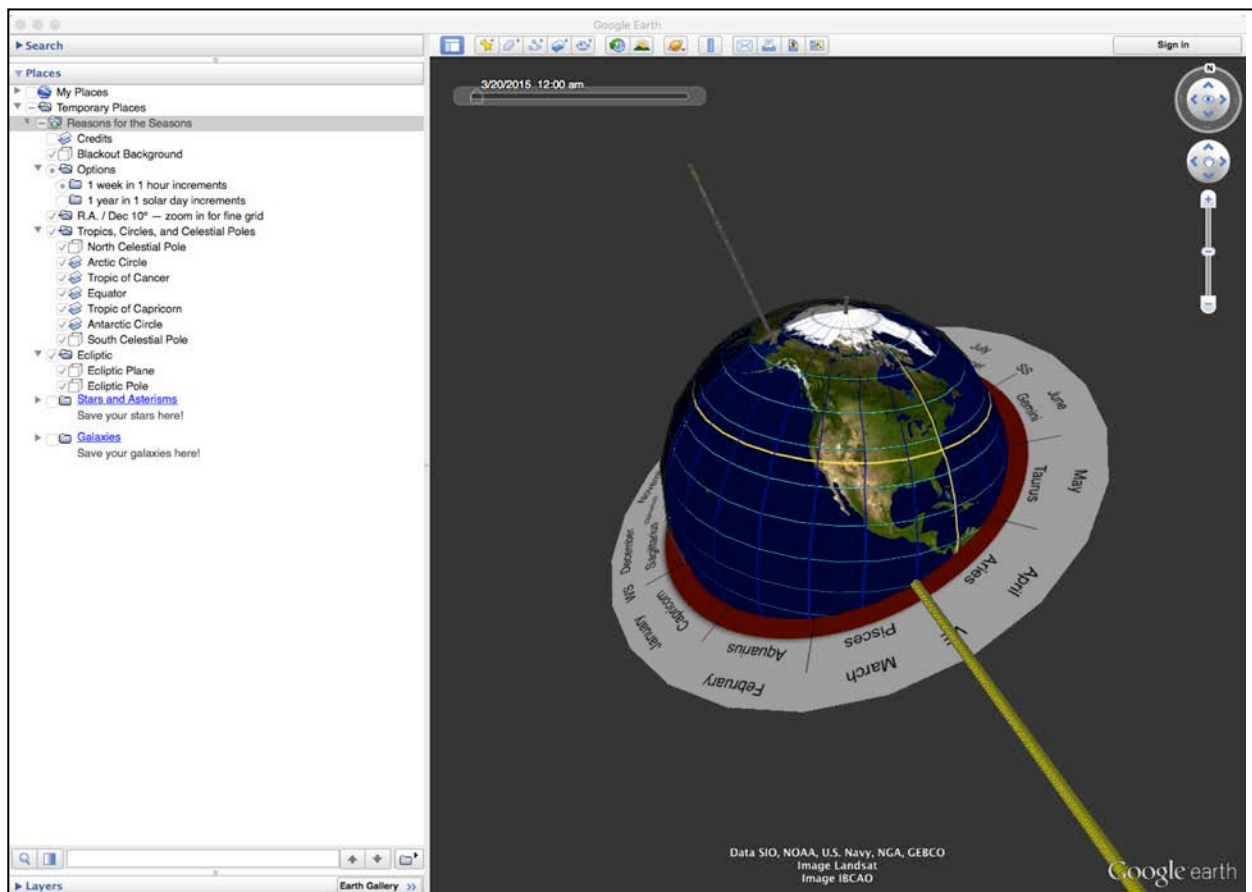 Google Earth
Search
Sign in
Places
My Places
Temporary Places
Reasons for the Seasons
Credits
Blackout Background
Options
1 week in 1 hour increments
1 year in 1 solar day increments
R.A. / Dec 10° — zoom in for fine grid
Tropics, Circles, and Celestial Poles
North Celestial Pole
Arctic Circle
Tropic of Cancer
Equator
Tropic of Capricorn
Antarctic Circle
South Celestial Pole
Ecliptic
Ecliptic Plane
Ecliptic Pole
Stars and Asterisms
Save your stars here!
Galaxies
Save your galaxies here!
Layers
Earth Gallery >>
3/20/2015 12:00 am
N
July
SS
June
Gemini
May
Taurus
April
Aries
March
Pisces
February
Aquarius
January
Capricorn
WS
December
Sagittarius
November
Data SIO, NOAA, U.S. Navy, NGA, GEBCO
Image Landsat
Image IBCAO
Google earth